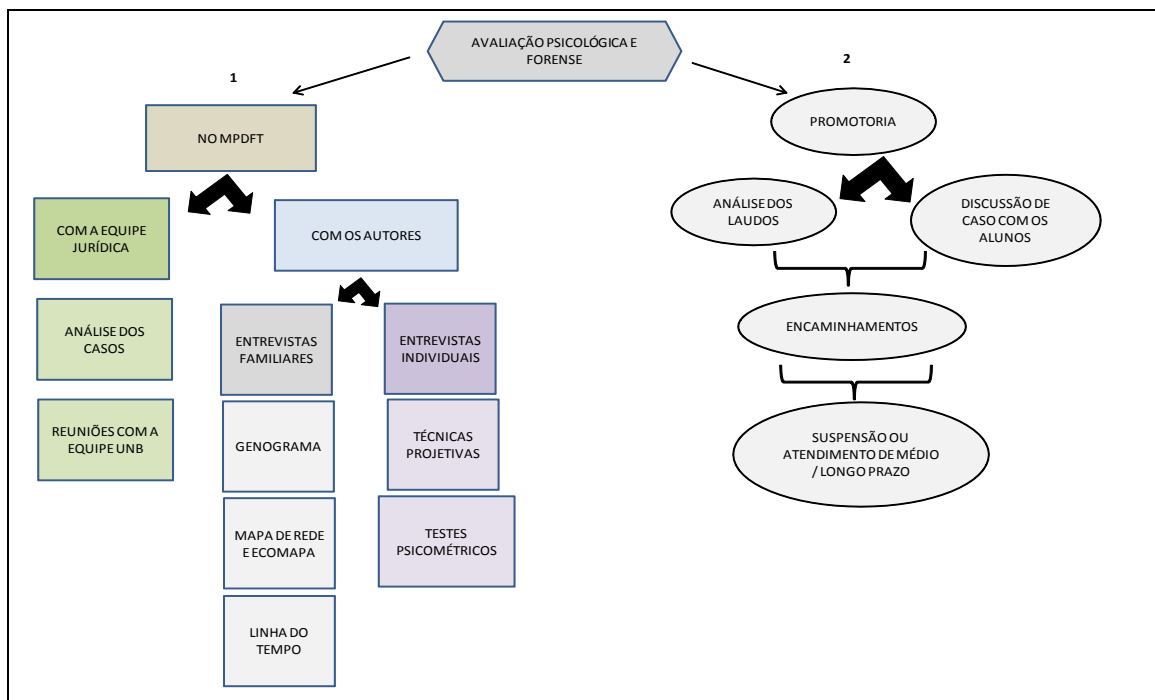 AVALIAÇÃO PSICOLÓGICA E
FORENSE
1
2
NO MPDFT
PROMOTORIA
COM A EQUIPE
JURÍDICA
COM OS AUTORES
ANÁLISE DOS
LAUDOS
DISCUSSÃO DE
CASO COM OS
ALUNOS
ANÁLISE DOS
CASOS
ENTREVISTAS
FAMILIARES
ENTREVISTAS
INDIVIDUAIS
ENCAMINHAMENTOS
REUNIÕES COM A
EQUIPE UNB
GENOGRAMA
TÉCNICAS
PROJETIVAS
SUSPENSÃO OU
ATENDIMENTO DE MÉDIO
/ LONGO PRAZO
MAPA DE REDE
E ECOMAPA
TESTES
PSICOMÉTRICOS
LINHA DO
TEMPO